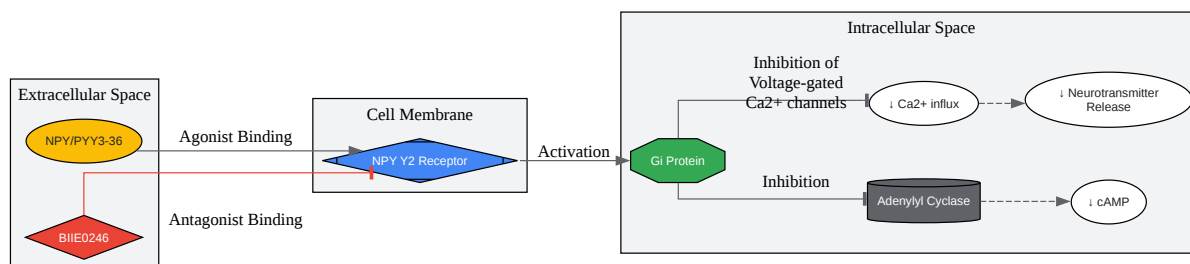 Extracellular Space
NPY/PYY3-36
BIIE0246
Agonist Binding
Antagonist Binding
Cell Membrane
NPY Y2 Receptor
Activation
Intracellular Space
Gi Protein
Inhibition of
Voltage-gated
Ca2+ channels
↓ Ca2+ influx
↓ Neurotransmitter
Release
Inhibition
Adenylyl Cyclase
↓ cAMP